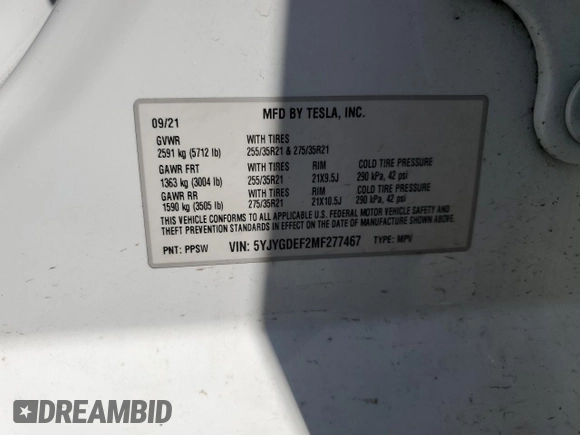 MFD BY TESLA, INC.
09/21
GVWR WITH TIRES
2591 kg (5712 lb) 255/35R21 & 275/35R21
GAWR FRT WITH TIRES RIM COLD TIRE PRESSURE
1363 kg (3004 lb) 255/35R21 21X9.5J 290 kPa, 42 psi
GAWR RR WITH TIRES RIM COLD TIRE PRESSURE
1590 kg (3505 lb) 275/35R21 21X10.5J 290 kPa, 42 psi
THIS VEHICLE CONFORMS TO ALL APPLICABLE U.S. FEDERAL MOTOR VEHICLE SAFETY AND
THEFT PREVENTION STANDARDS IN EFFECT ON THE DATE OF MANUFACTURE SHOWN ABOVE.
PNT: PPSW VIN: 5YJYGDEF2MF277467 TYPE: MPV
DREAMBID